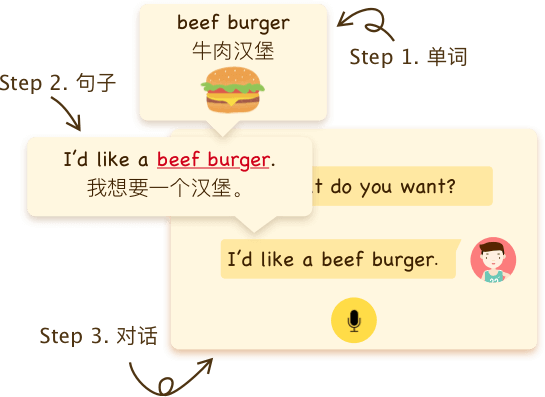 beef burger
牛肉汉堡
Step 1. 单词
Step 2. 句子
I'd like a beef burger.
我想要一个汉堡。
t do you want?
I'd like a beef burger.
Step 3. 对话